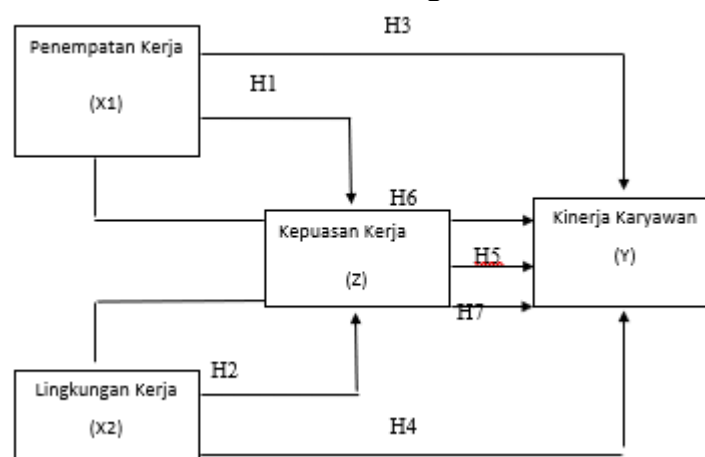 H3
Penempatan Kerja
(X1)
H1
H6
Kepuasan Kerja
(Z)
H5
H7
Kinerja Karyawan
(Y)
H2
Lingkungan Kerja
(X2)
H4